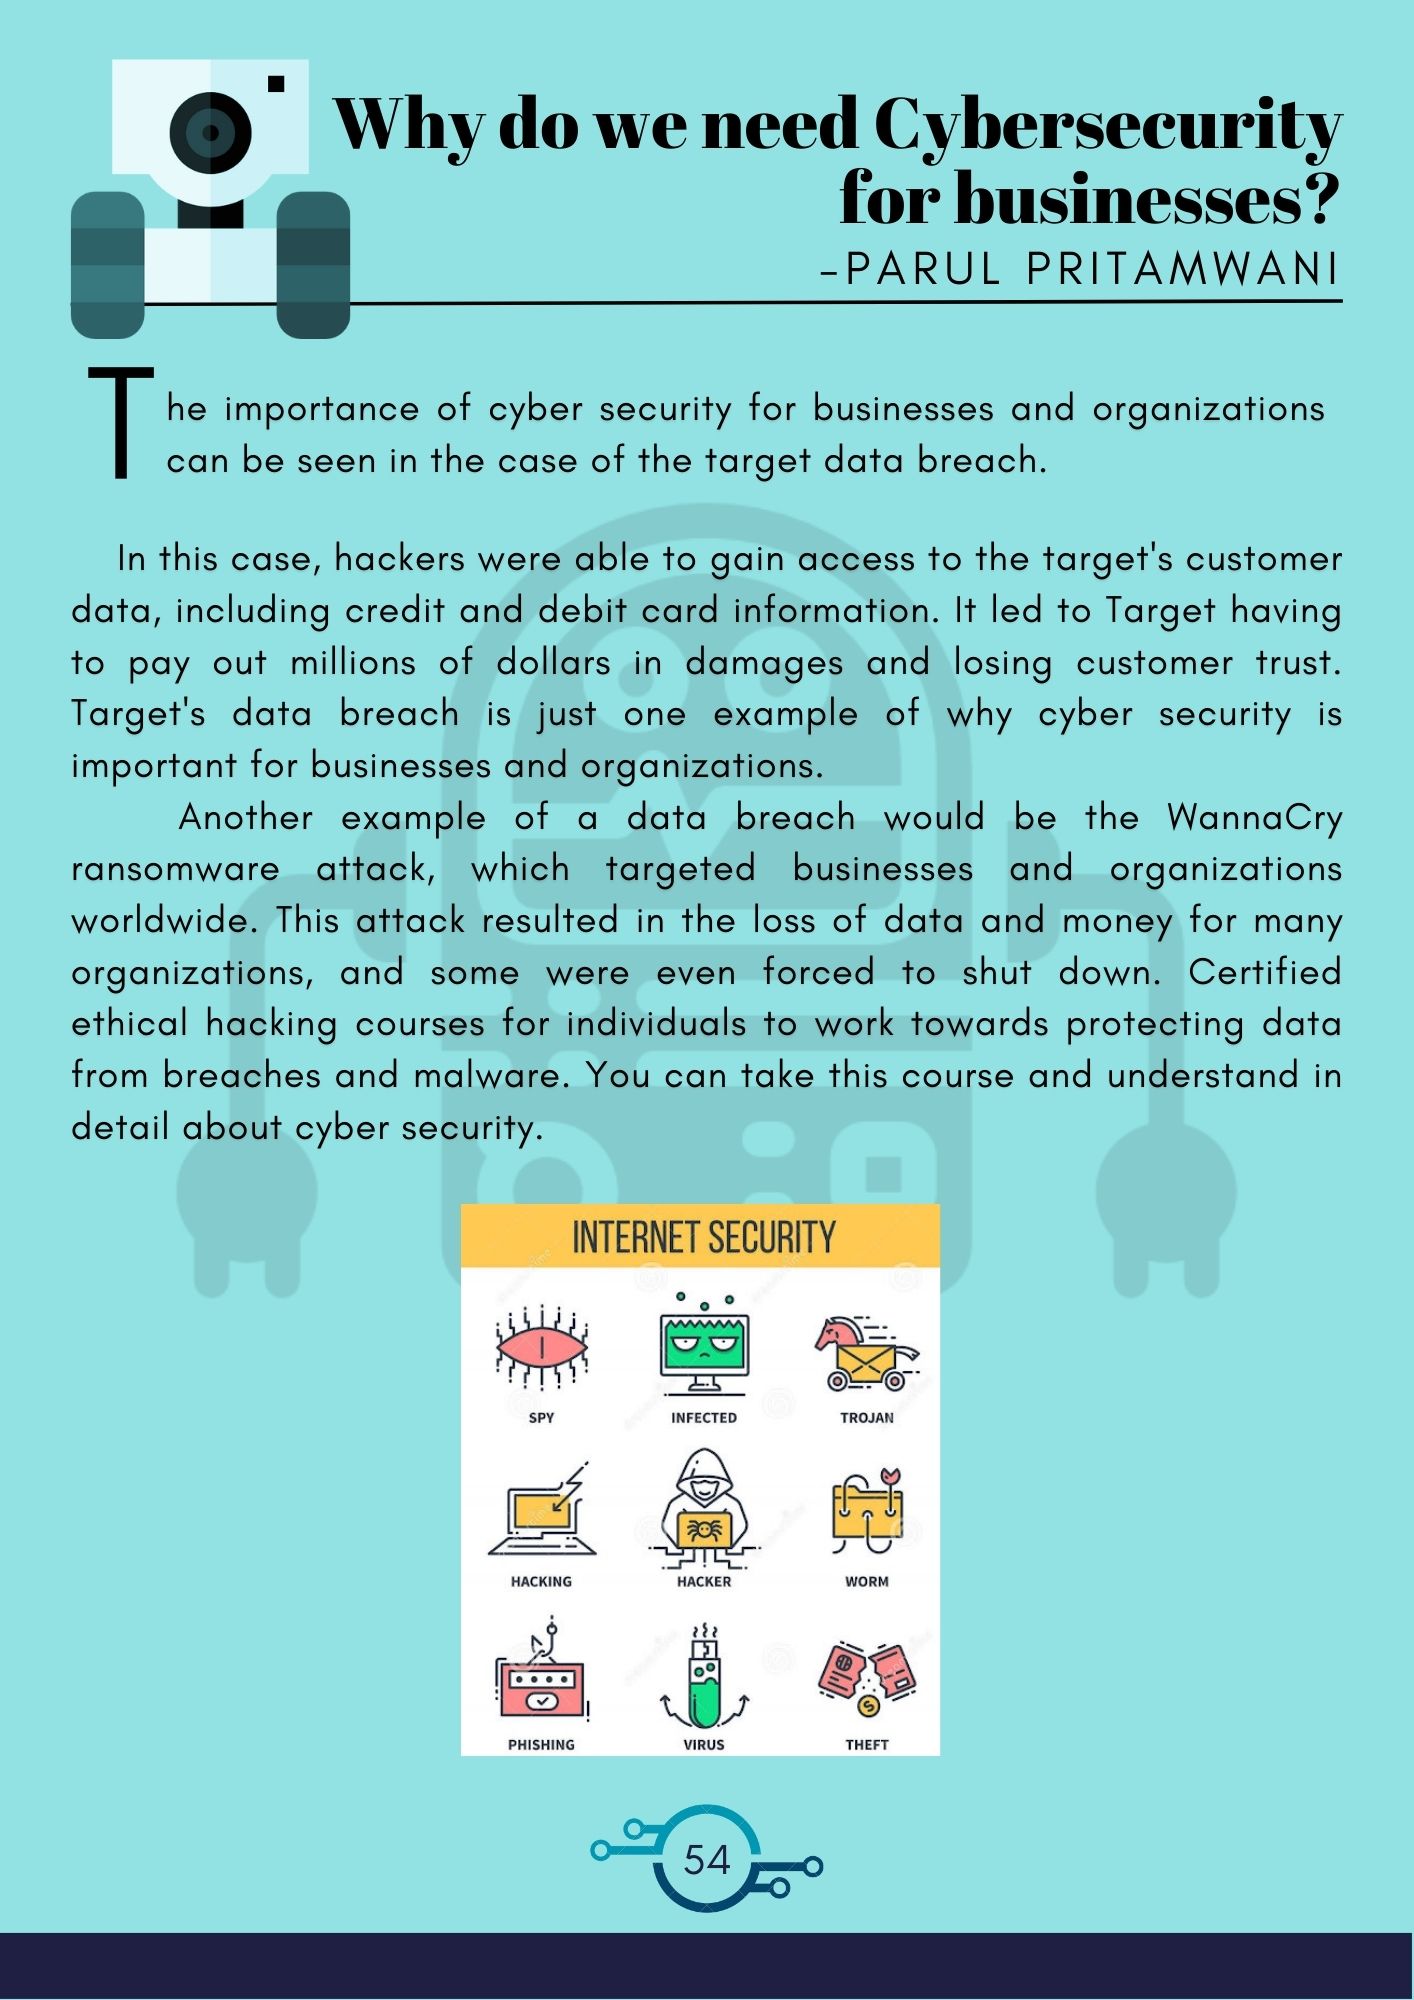 Why do we need Cybersecurity
for businesses?
-PARUL PRITAMWANI
The importance of cyber security for businesses and organizations
can be seen in the case of the target data breach.
In this case, hackers were able to gain access to the target's customer
data, including credit and debit card information. It led to Target having
to pay out millions of dollars in damages and losing customer trust.
Target's data breach is just one example of why cyber security is
important for businesses and organizations.
Another example of a data breach would be the WannaCry
ransomware attack, which targeted businesses and organizations
worldwide. This attack resulted in the loss of data and money for many
organizations, and some were even forced to shut down. Certified
ethical hacking courses for individuals to work towards protecting data
from breaches and malware. You can take this course and understand in
detail about cyber security.
INTERNET SECURITY
SPY INFECTED TROJAN
HACKING HACKER WORM
PHISHING VIRUS THEFT
54